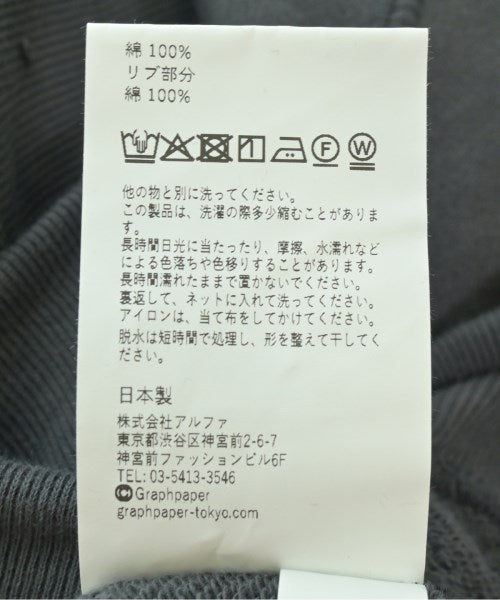 綿 100%
リブ部分
綿 100%
F W
他の物と別に洗ってください。
この製品は、洗濯の際多少縮むことがありま
す。
長時間日光に当たったり、摩擦、水濡れなど
による色落ちや色移りすることがあります。
長時間濡れたままで置かないでください。
裏返して、ネットに入れて洗ってください。
アイロンは、当て布をしてかけてください。
脱水は短時間で処理し、形を整えて干してく
ださい。
日本製
株式会社アルファ
東京都渋谷区神宮前2-6-7
神宮前ファッションビル6F
TEL: 03-5413-3546
Graphpaper
graphpaper-tokyo.com